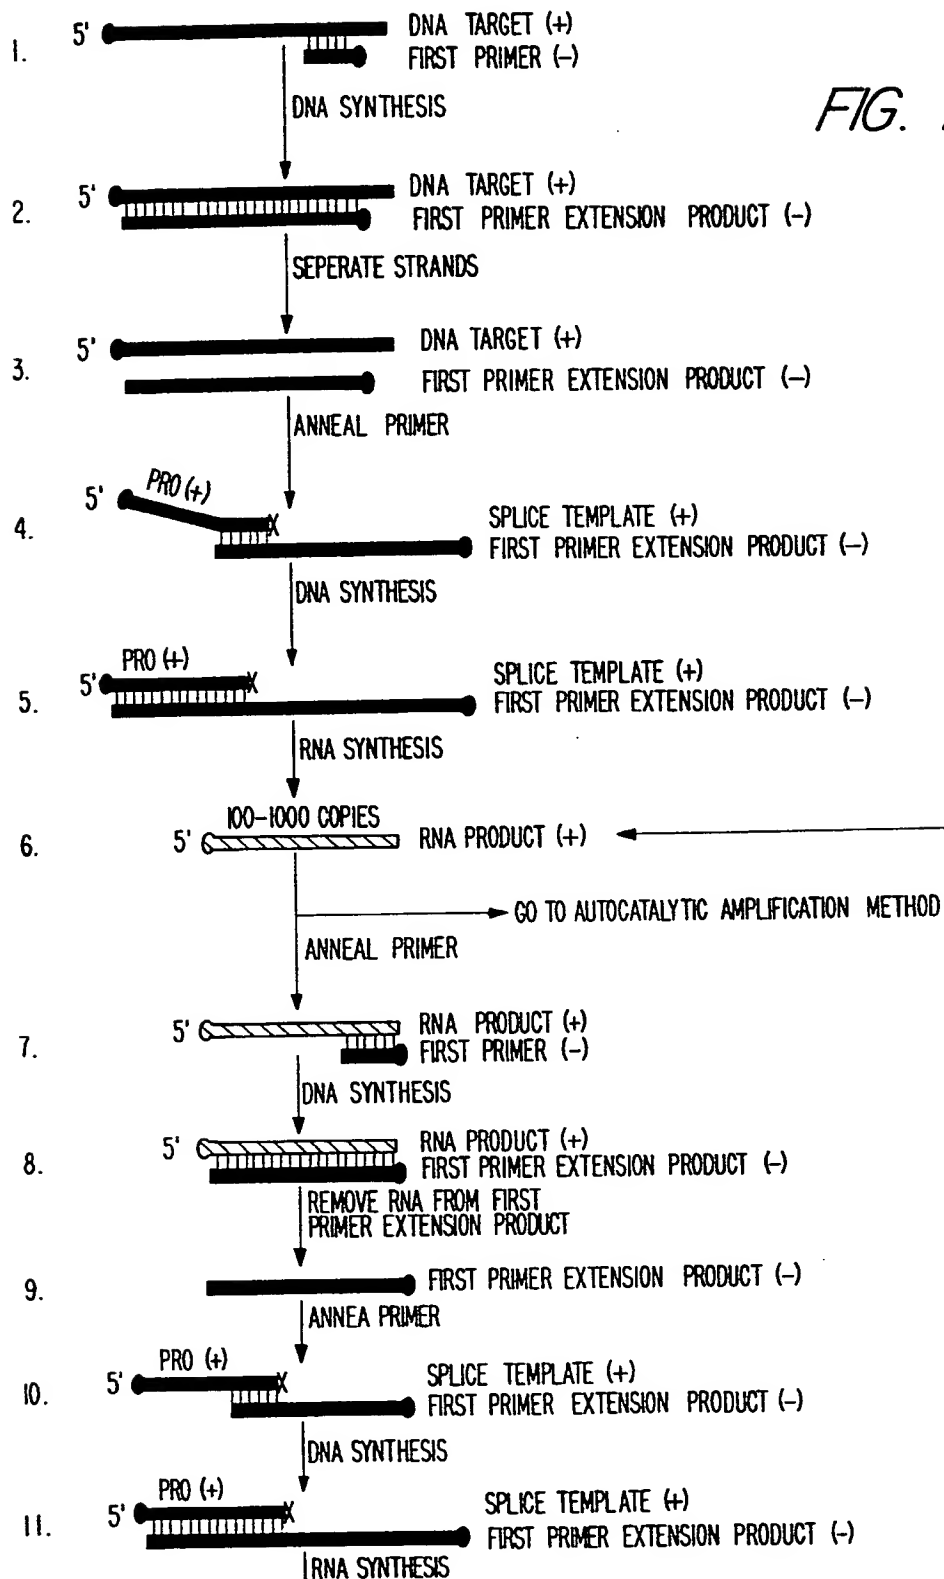 1. 5' DNA TARGET (+)
FIRST PRIMER (−)
DNA SYNTHESIS
FIG.
2. 5' DNA TARGET (+)
FIRST PRIMER EXTENSION PRODUCT (−)
SEPERATE STRANDS
3. 5' DNA TARGET (+)
FIRST PRIMER EXTENSION PRODUCT (−)
ANNEAL PRIMER
4. 5' PRO (+) X SPLICE TEMPLATE (+)
FIRST PRIMER EXTENSION PRODUCT (−)
DNA SYNTHESIS
PRO (+)
5. 5' X SPLICE TEMPLATE (+)
FIRST PRIMER EXTENSION PRODUCT (−)
RNA SYNTHESIS
100-1000 COPIES
6. 5' RNA PRODUCT (+)
GO TO AUTOCATALYTIC AMPLIFICATION METHOD
ANNEAL PRIMER
7. 5' RNA PRODUCT (+)
FIRST PRIMER (−)
DNA SYNTHESIS
8. 5' RNA PRODUCT (+)
FIRST PRIMER EXTENSION PRODUCT (−)
REMOVE RNA FROM FIRST
PRIMER EXTENSION PRODUCT
9. FIRST PRIMER EXTENSION PRODUCT (−)
ANNEA PRIMER
PRO (+)
10. 5' X SPLICE TEMPLATE (+)
FIRST PRIMER EXTENSION PRODUCT (−)
DNA SYNTHESIS
PRO (+)
11. 5' X SPLICE TEMPLATE (+)
FIRST PRIMER EXTENSION PRODUCT (−)
RNA SYNTHESIS